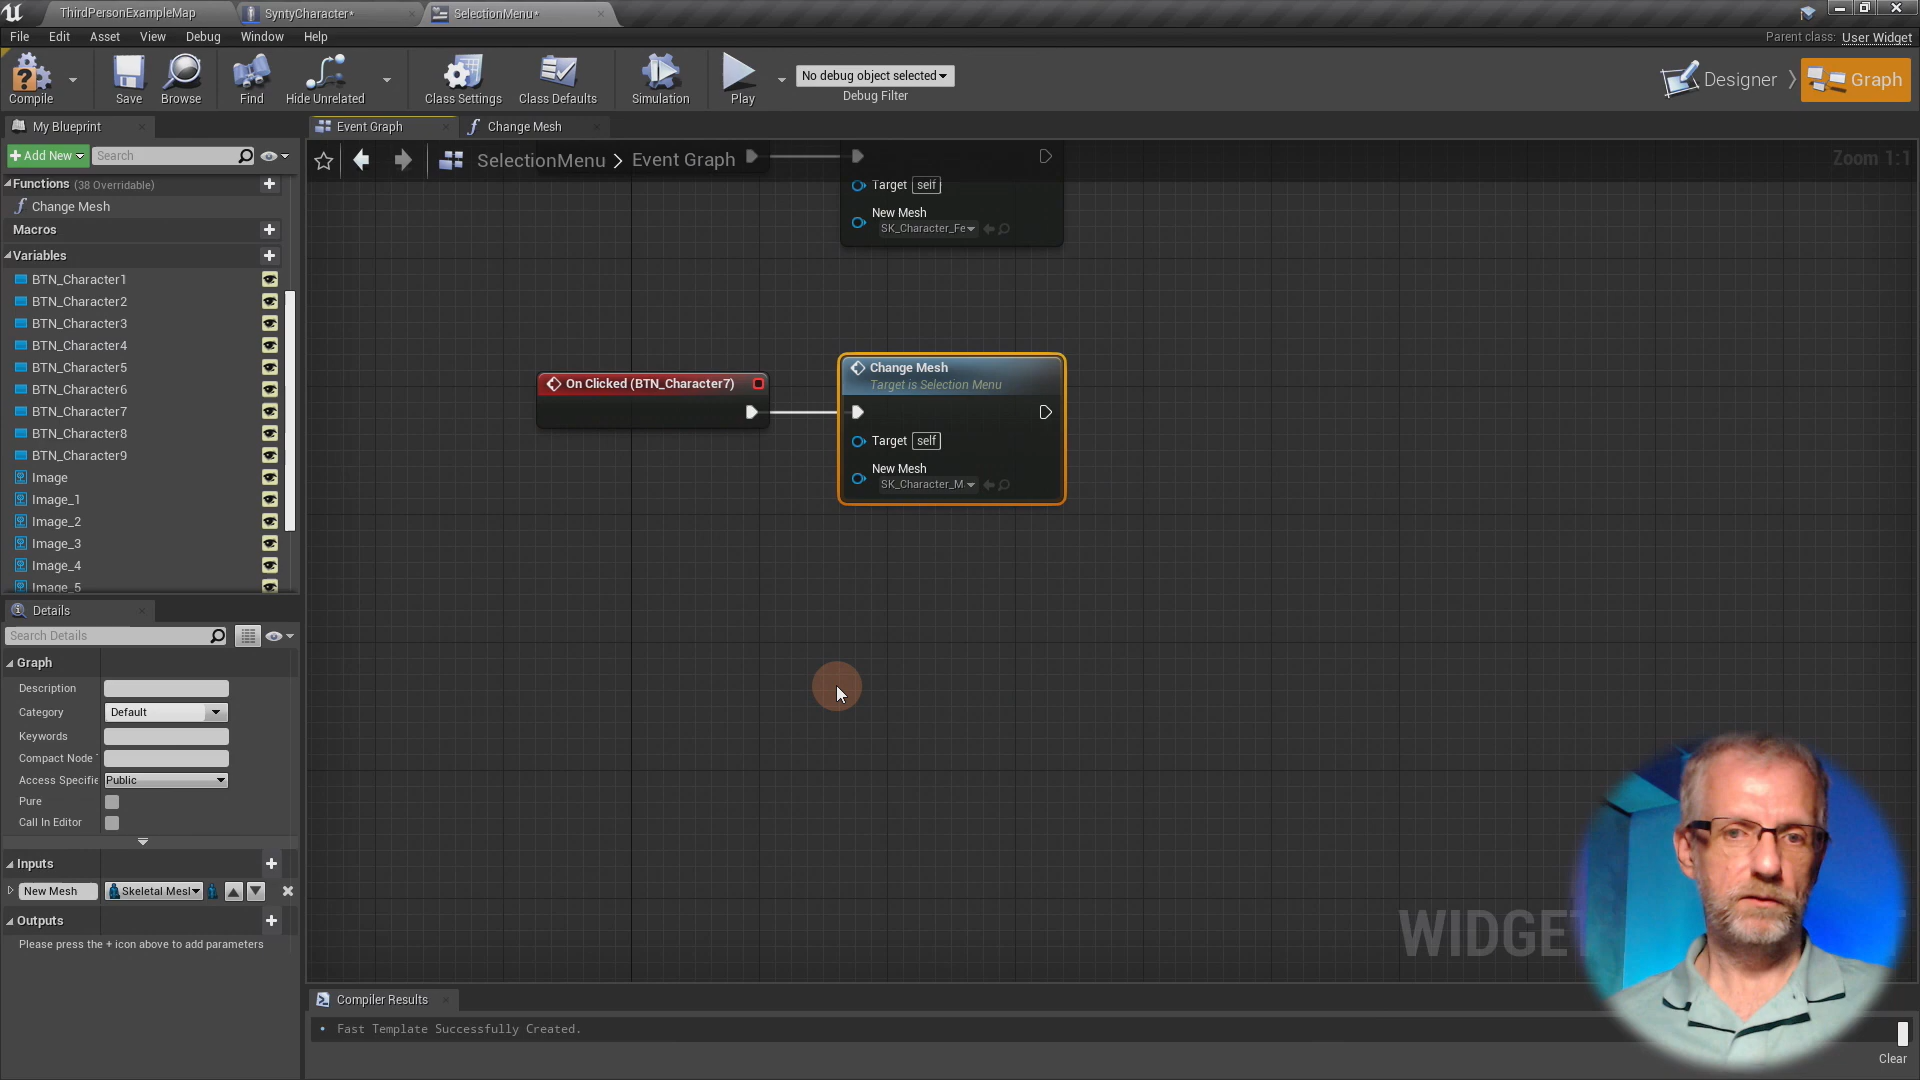 ThirdPersonExampleMap
SyntyCharacter*
SelectionMenu*
File Edit Asset View Debug Window Help
Parent class: User Widget
Compile
Save
Browse
Find
Hide Unrelated
Class Settings
Class Defaults
Simulation
Play
No debug object selected
Debug Filter
Designer
Graph
My Blueprint
Event Graph
Change Mesh
Add New
Search
SelectionMenu > Event Graph
Zoom 1:1
Functions (38 Overridable)
Change Mesh
Macros
Variables
BTN_Character1
BTN_Character2
BTN_Character3
BTN_Character4
BTN_Character5
BTN_Character6
BTN_Character7
BTN_Character8
BTN_Character9
Image
Image_1
Image_2
Image_3
Image_4
Image_5
Target self
New Mesh
SK_Character_Fe
On Clicked (BTN_Character7)
Change Mesh
Target is Selection Menu
Target self
New Mesh
SK_Character_M
Details
Search Details
Graph
Description
Category Default
Keywords
Compact Node
Access Specifie Public
Pure
Call In Editor
Inputs
New Mesh Skeletal Mesl
Outputs
Please press the + icon above to add parameters
WIDGE
Compiler Results
• Fast Template Successfully Created.
Clear